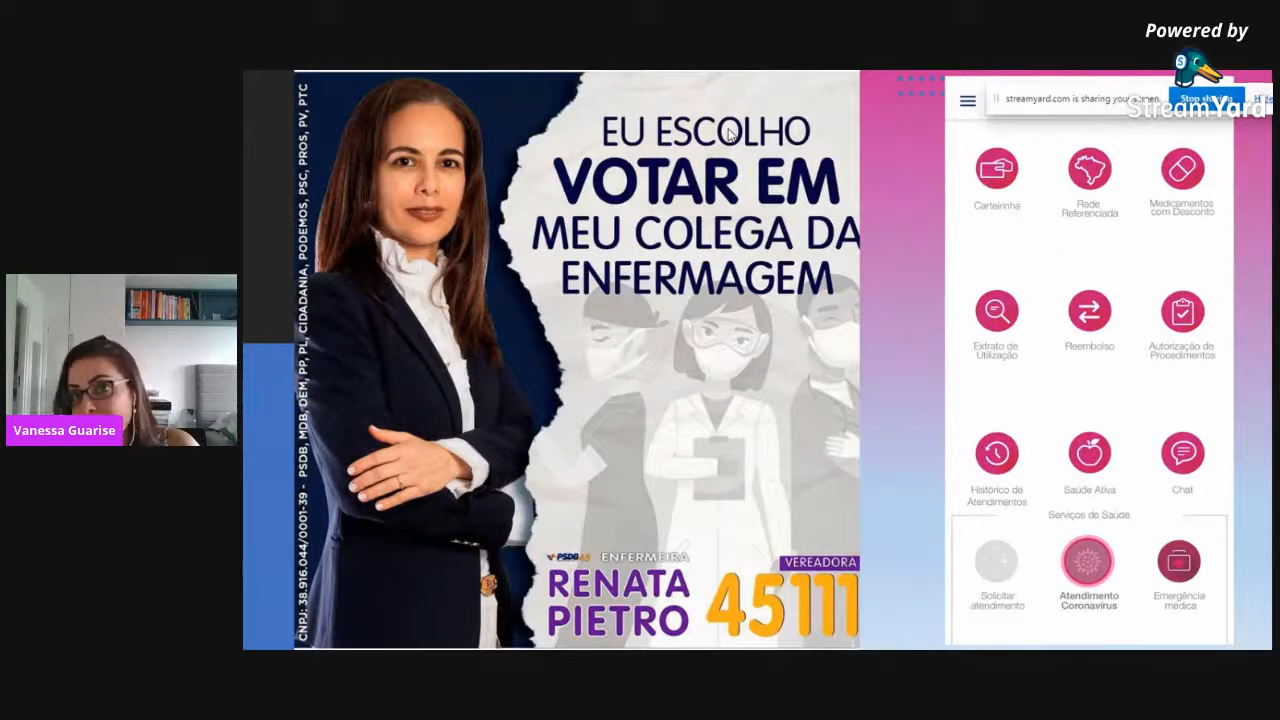 Powered by
StreamYard
Vanessa Guarise
CNPJ: 38.916.044/0001-39 - PSDB, MDB, DEM, PP, PL, CIDADANIA, PODEMOS, PSC, PROS, PV, PTC
EU ESCOLHO
VOTAR EM
MEU COLEGA DA
ENFERMAGEM
PSDB45 ENFERMEIRA
RENATA
PIETRO
VEREADORA
45111
streamyard.com is sharing your screen.
Stop sharing
Hide
Carteirinha
Rede
Referenciada
Medicamentos
com Desconto
Extrato de
Utilização
Reembolso
Autorização de
Procedimentos
Histórico de
Atendimentos
Saúde Ativa
Chat
Serviços de Saúde
Solicitar
atendimento
Atendimento
Coronavírus
Emergência
médica